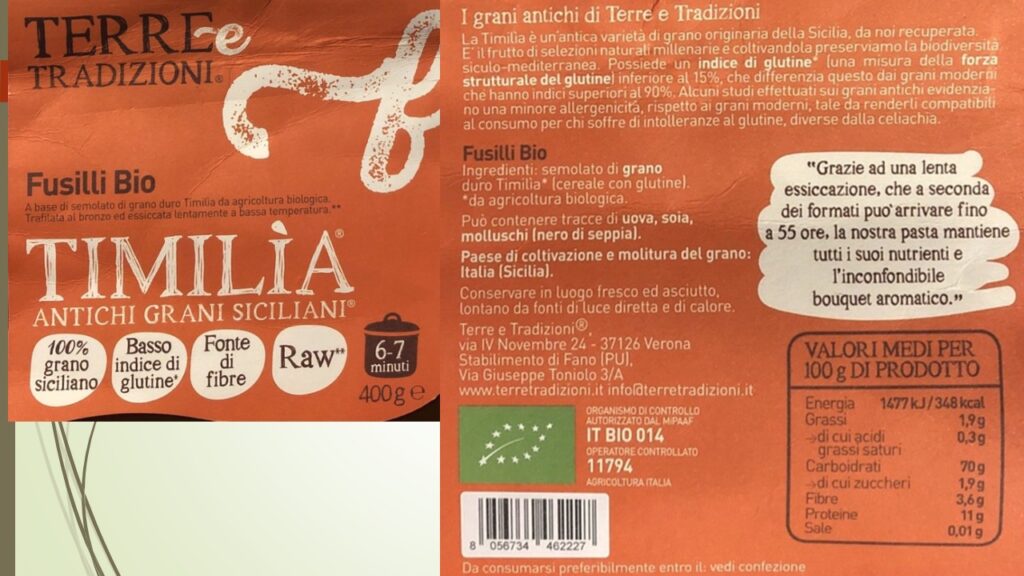 TERRE e
TRADIZIONI®
Fusilli Bio
A base di semolato di grano duro Timilia da agricoltura biologica.
Trafilata al bronzo ed essiccata lentamente a bassa temperatura.**
TIMILÌA®
ANTICHI GRANI SICILIANI®
100%
grano
siciliano
Basso
indice di
glutine*
Fonte
di
fibre
Raw**
6-7
minuti
400g e
I grani antichi di Terre e Tradizioni
La Timilìa è un'antica varietà di grano originaria della Sicilia, da noi recuperata.
E' il frutto di selezioni naturali millenarie e coltivandola preserviamo la biodiversità
siculo-mediterranea. Possiede un indice di glutine* (una misura della forza
strutturale del glutine) inferiore al 15%, che differenzia questo dai grani moderni
che hanno indici superiori al 90%. Alcuni studi effettuati sui grani antichi evidenzia-
no una minore allergenicità, rispetto ai grani moderni, tale da renderli compatibili
al consumo per chi soffre di intolleranze al glutine, diverse dalla celiachia.
Fusilli Bio
Ingredienti: semolato di grano
duro Timilìa* (cereale con glutine).
*da agricoltura biologica.
Può contenere tracce di uova, soia,
molluschi (nero di seppia).
Paese di coltivazione e molitura del grano:
Italia (Sicilia).
Conservare in luogo fresco ed asciutto,
lontano da fonti di luce diretta e di calore.
Terre e Tradizioni®,
via IV Novembre 24 - 37126 Verona
Stabilimento di Fano (PU),
Via Giuseppe Toniolo 3/A
www.terretradizioni.it info@terretradizioni.it
"Grazie ad una lenta
essiccazione, che a seconda
dei formati puo' arrivare fino
a 55 ore, la nostra pasta mantiene
tutti i suoi nutrienti e
l'inconfondibile
bouquet aromatico."
ORGANISMO DI CONTROLLO
AUTORIZZATO DAL MIPAAF
IT BIO 014
OPERATORE CONTROLLATO
11794
AGRICOLTURA ITALIA
8 056734 462227
VALORI MEDI PER
100 g DI PRODOTTO
Energia 1477 kJ / 348 kcal
Grassi 1,9 g
→di cui acidi 0,3 g
grassi saturi
Carboidrati 70 g
→di cui zuccheri 1,9 g
Fibre 3,6 g
Proteine 11 g
Sale 0,01 g
Da consumarsi preferibilmente entro il: vedi confezione